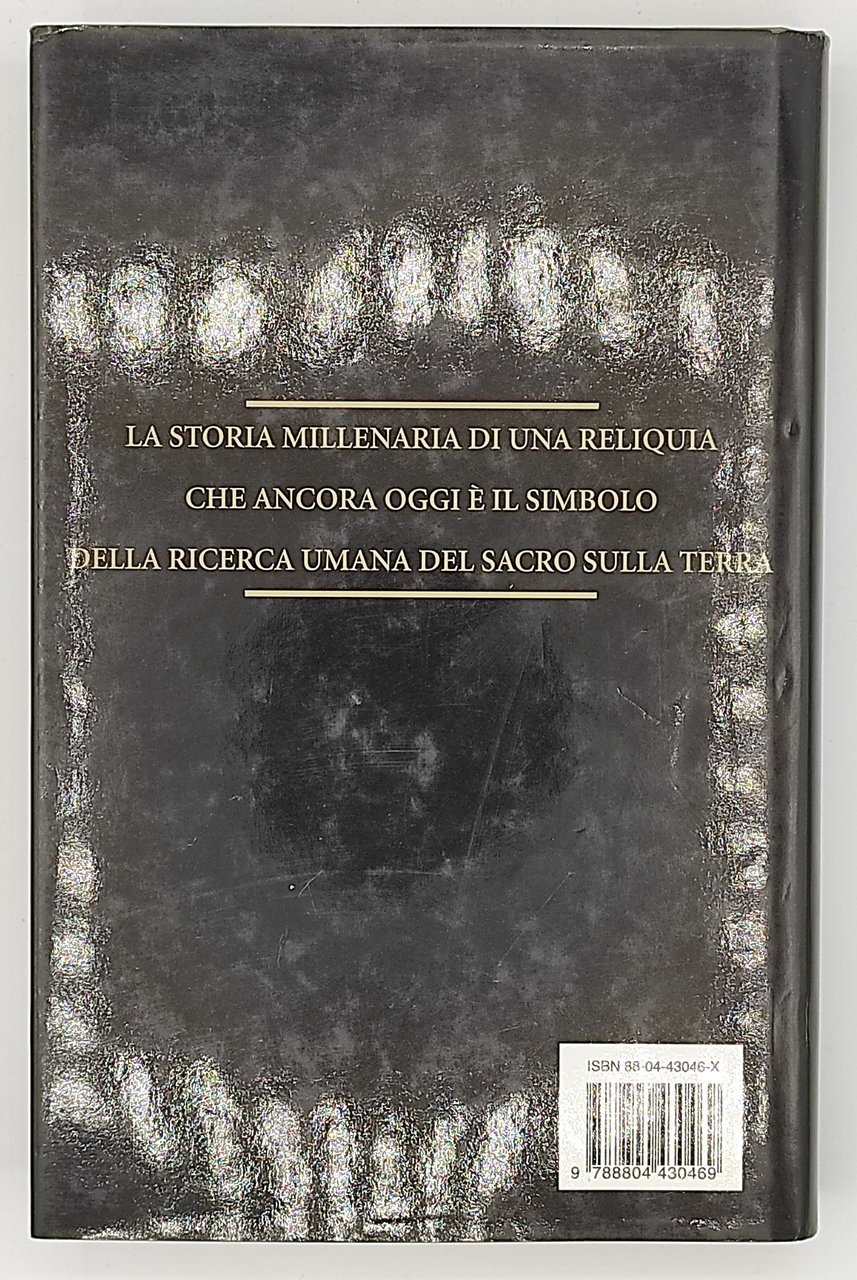 LA STORIA MILLENARIA DI UNA RELIQUIA
CHE ANCORA OGGI È IL SIMBOLO
DELLA RICERCA UMANA DEL SACRO SULLA TERRA
ISBN 88-04-43046-X
9 788804 430469